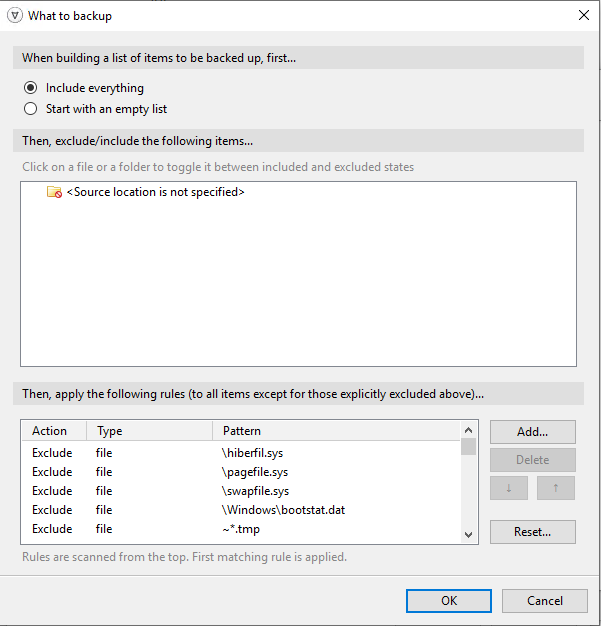 What to backup
When building a list of items to be backed up, first...
Include everything
Start with an empty list
Then, exclude/include the following items...
Click on a file or a folder to toggle it between included and excluded states
<Source location is not specified>
Then, apply the following rules (to all items except for those explicitly excluded above)...
Action Type Pattern
Exclude file \hiberfil.sys
Exclude file \pagefile.sys
Exclude file \swapfile.sys
Exclude file \Windows\bootstat.dat
Exclude file ~*.tmp
Add...
Delete
↓ ↑
Reset...
Rules are scanned from the top. First matching rule is applied.
OK Cancel